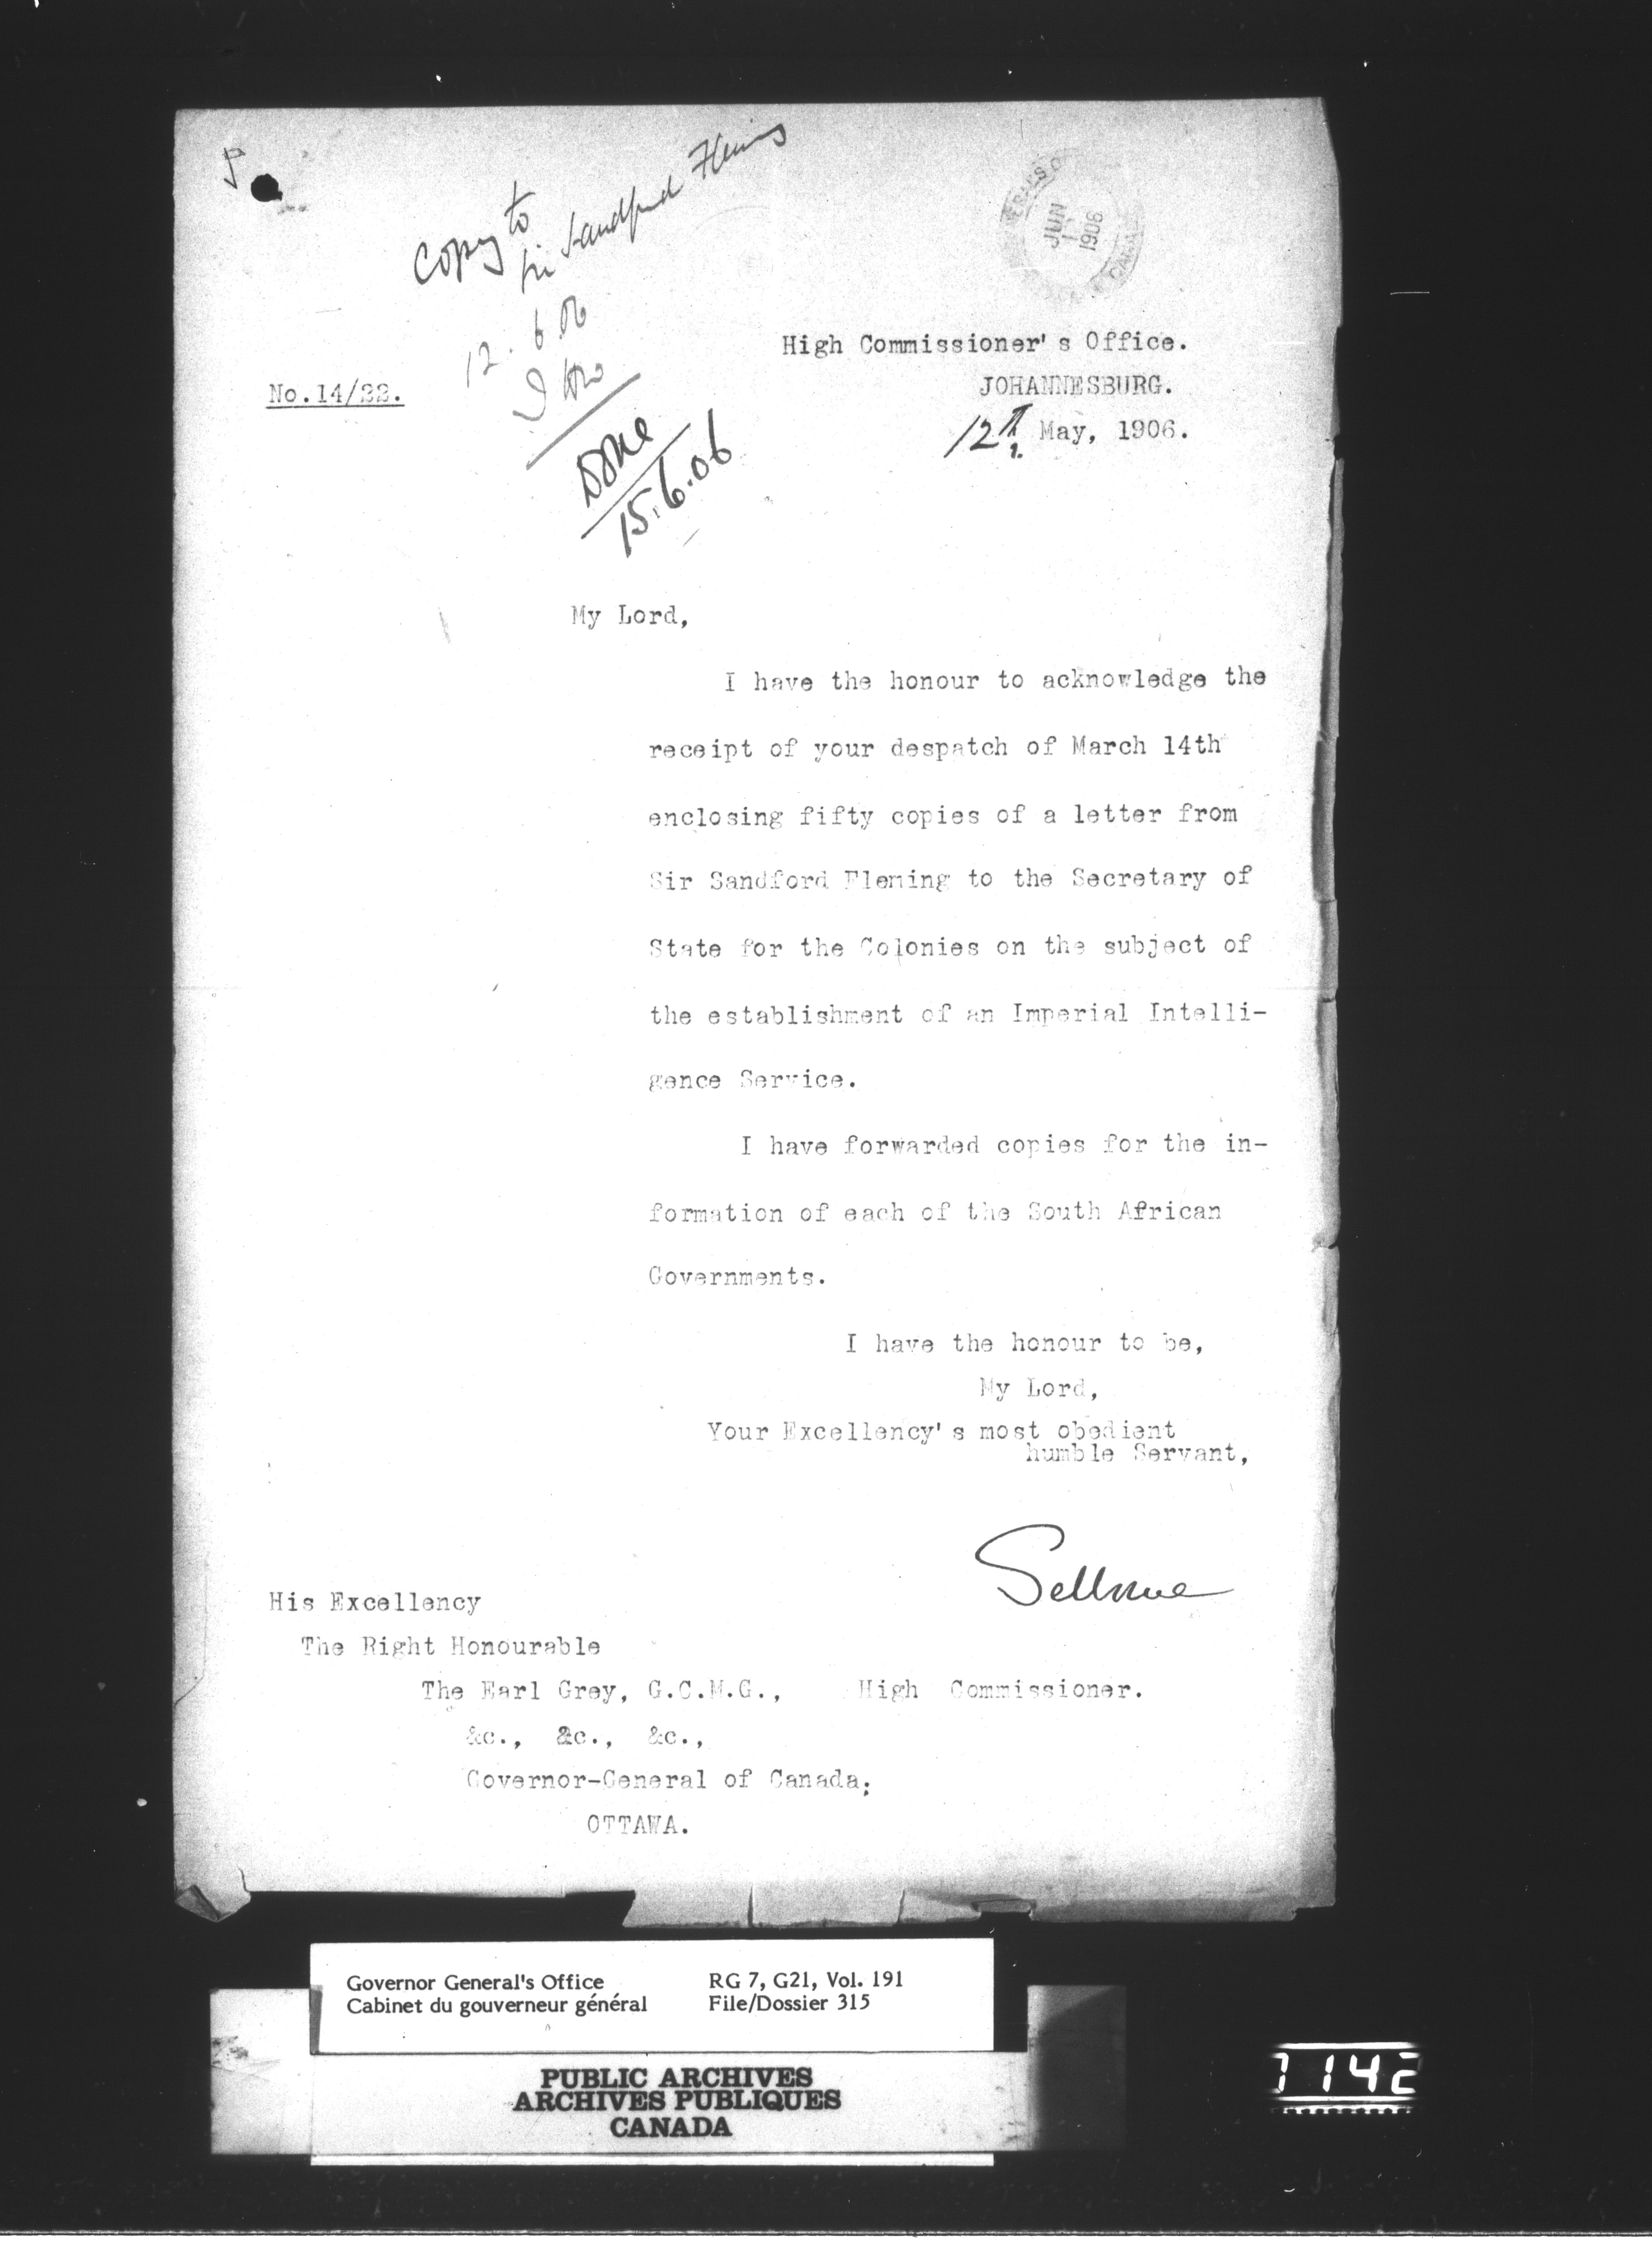 Copy to
Sir Sandford Fleming
12.6.06
Done
15.6.06
JUN
1
1906
High Commissioner's Office.
JOHANNESBURG.
12th May, 1906.
No.14/22.
My Lord,
I have the honour to acknowledge the
receipt of your despatch of March 14th
enclosing fifty copies of a letter from
Sir Sandford Fleming to the Secretary of
State for the Colonies on the subject of
the establishment of an Imperial Intelli-
gence Service.
I have forwarded copies for the in-
formation of each of the South African
Governments.
I have the honour to be,
My Lord,
Your Excellency's most obedient
humble Servant,
Selborne
High Commissioner.
His Excellency
The Right Honourable
The Earl Grey, G.C.M.G.,
&c., &c., &c.,
Governor-General of Canada;
OTTAWA.
Governor General's Office
Cabinet du gouverneur général
RG 7, G21, Vol. 191
File/Dossier 315
PUBLIC ARCHIVES
ARCHIVES PUBLIQUES
CANADA
1142